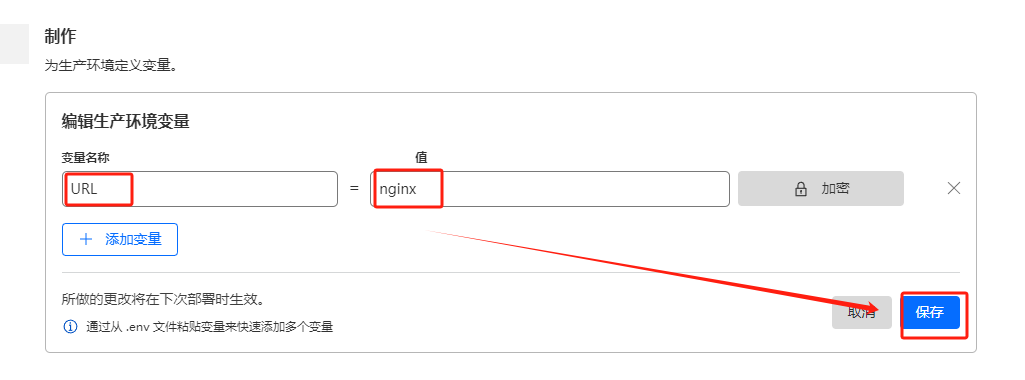 制作
为生产环境定义变量。
编辑生产环境变量
变量名称 值
URL = nginx 加密
添加变量
所做的更改将在下次部署时生效。
通过从 .env 文件粘贴变量来快速添加多个变量
取消 保存